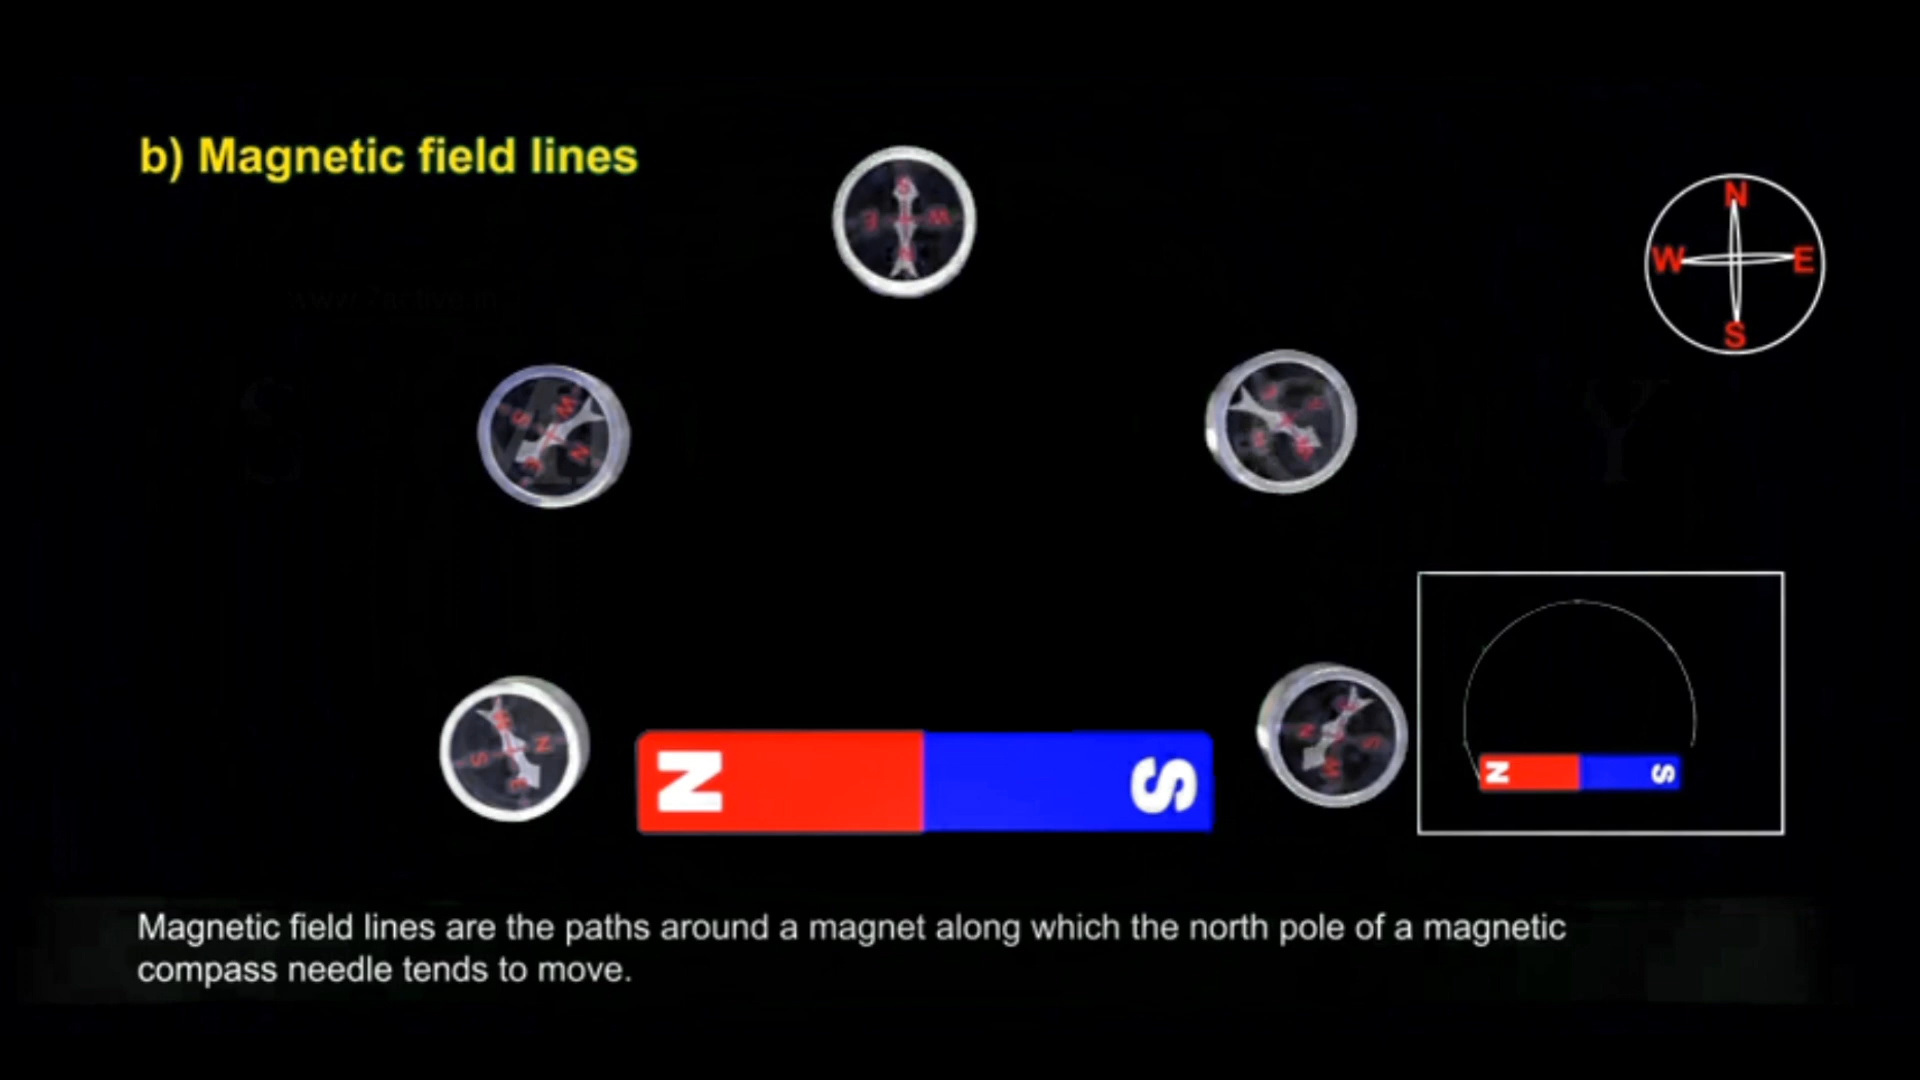 b) Magnetic field lines
N
W E
S
S
E W
N S
N S
Magnetic field lines are the paths around a magnet along which the north pole of a magnetic
compass needle tends to move.